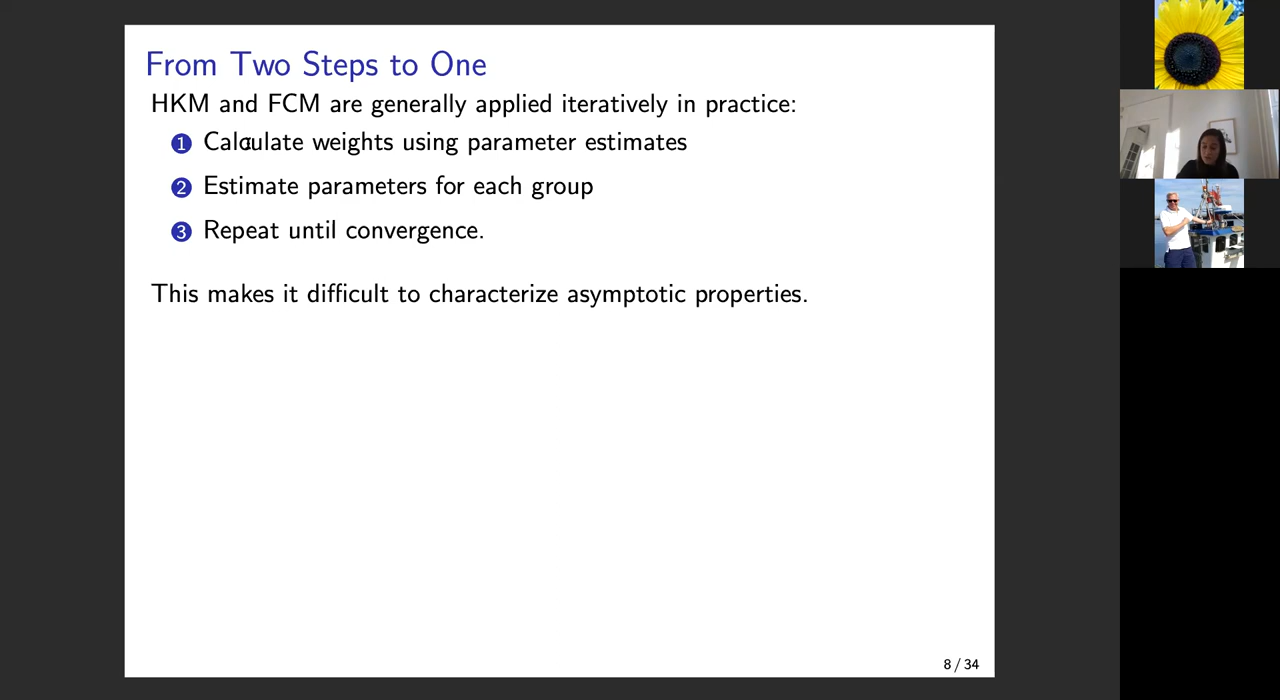 From Two Steps to One
HKM and FCM are generally applied iteratively in practice:
1 Calculate weights using parameter estimates
2 Estimate parameters for each group
3 Repeat until convergence.
This makes it difficult to characterize asymptotic properties.
8 / 34